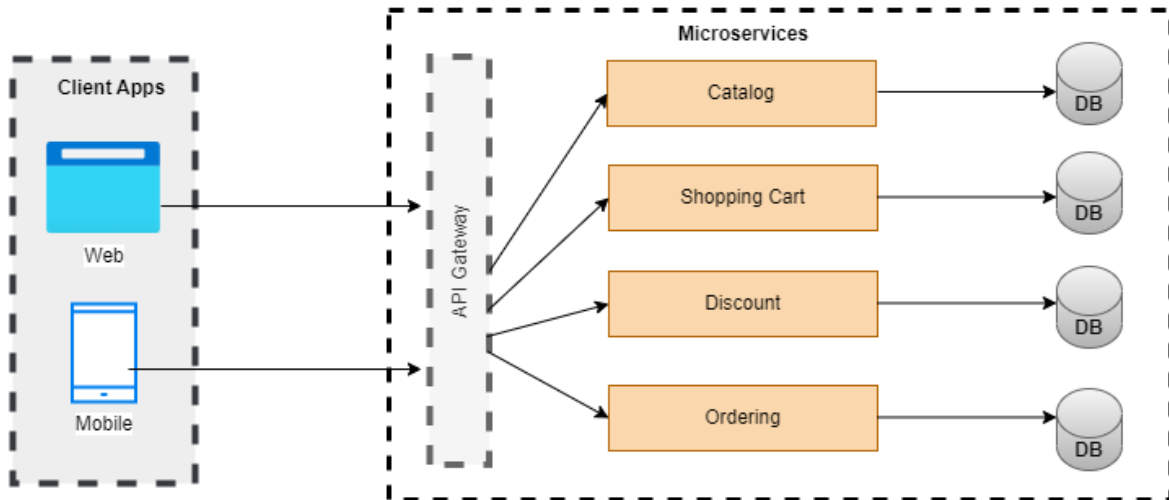 Microservices
Client Apps
Web
Mobile
API Gateway
Catalog
DB
Shopping Cart
DB
Discount
DB
Ordering
DB